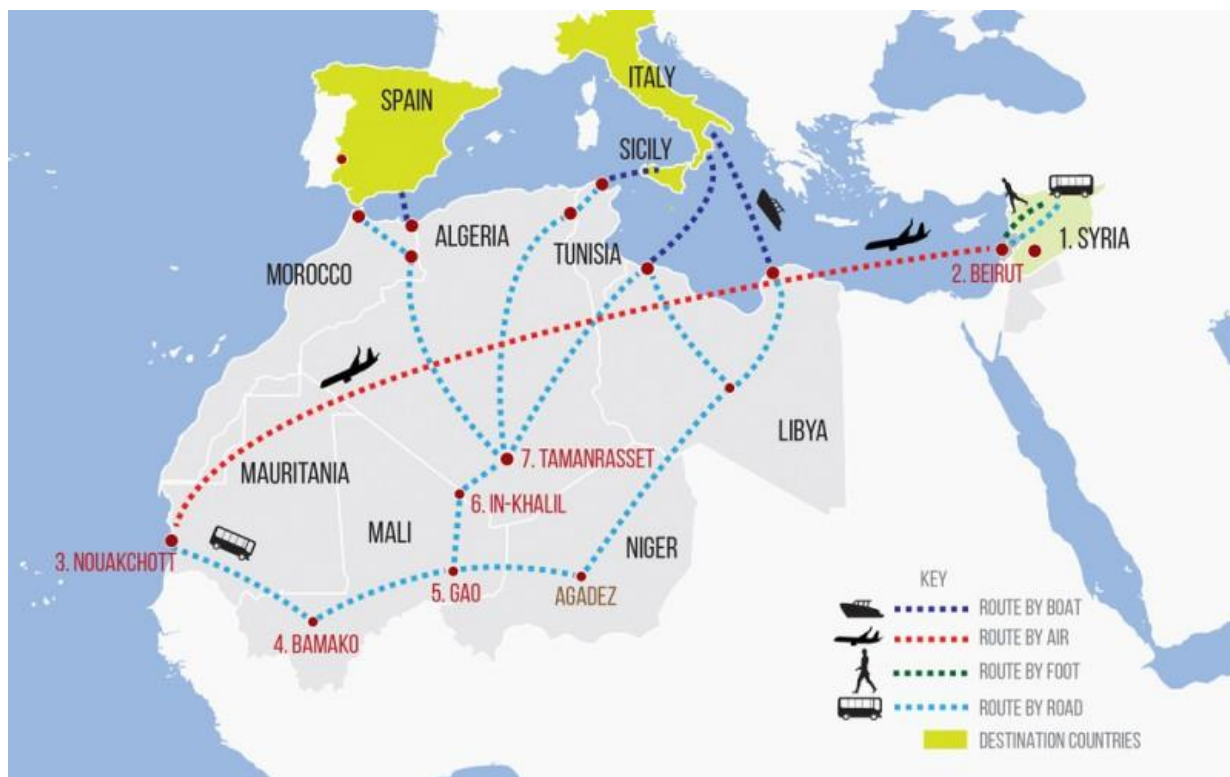 ITALY
SPAIN
SICILY
ALGERIA
TUNISIA
1. SYRIA
MOROCCO
2. BEIRUT
LIBYA
7. TAMANRASSET
MAURITANIA
6. IN-KHALIL
MALI
NIGER
3. NOUAKCHOTT
5. GAO
AGADEZ
4. BAMAKO
KEY
ROUTE BY BOAT
ROUTE BY AIR
ROUTE BY FOOT
ROUTE BY ROAD
DESTINATION COUNTRIES